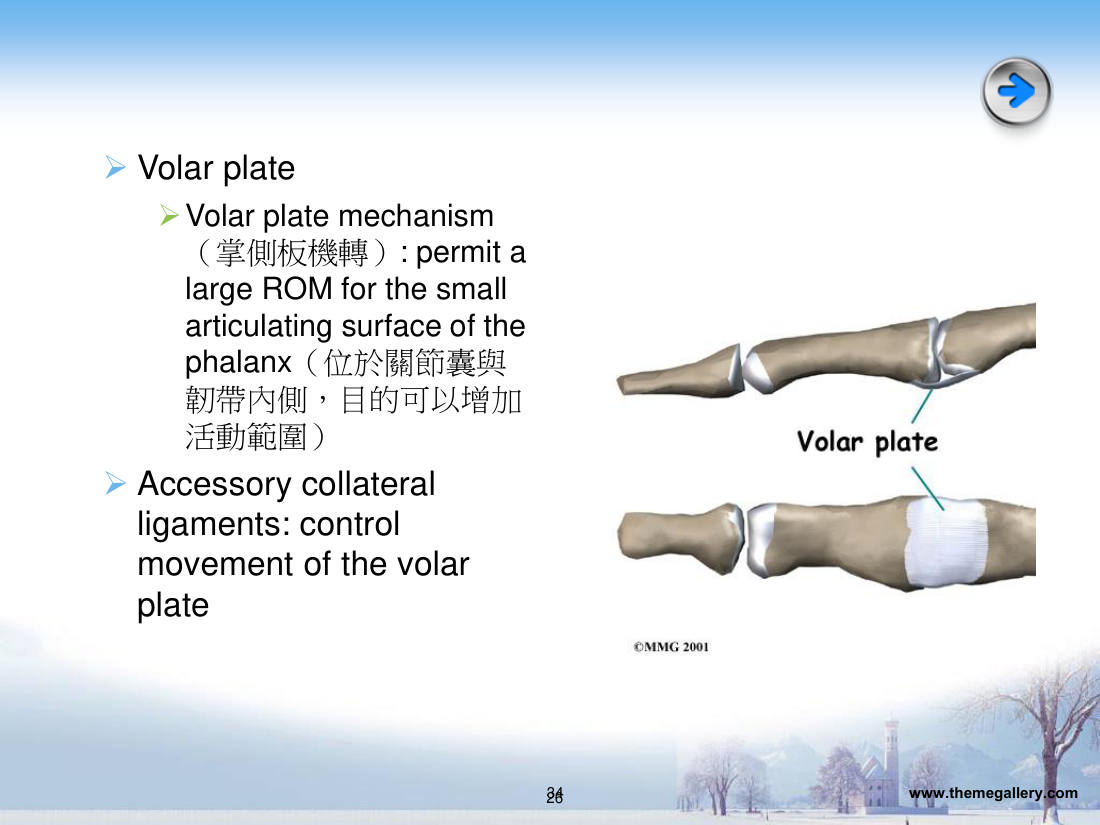 Volar plate
Volar plate mechanism
（掌側板機轉）: permit a
large ROM for the small
articulating surface of the
phalanx（位於關節囊與
韌帶內側，目的可以增加
活動範圍）
Accessory collateral
ligaments: control
movement of the volar
plate
Volar plate
©MMG 2001
www.themegallery.com